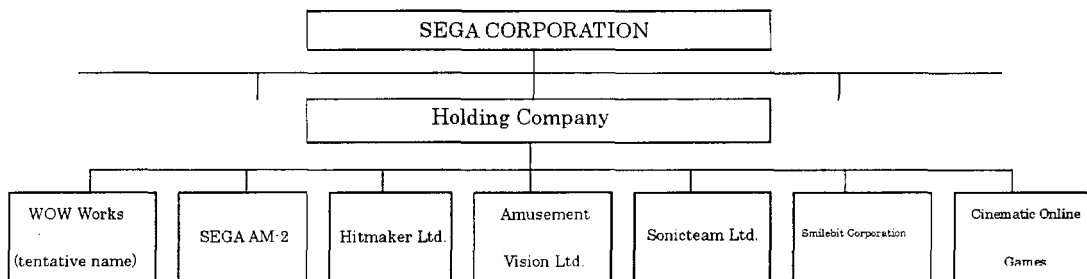 SEGA CORPORATION
Holding Company
WOW Works
(tentative name)
SEGA AM-2
Hitmaker Ltd.
Amusement
Vision Ltd.
Sonicteam Ltd.
Smilebit Corporation
Cinematic Online
Games